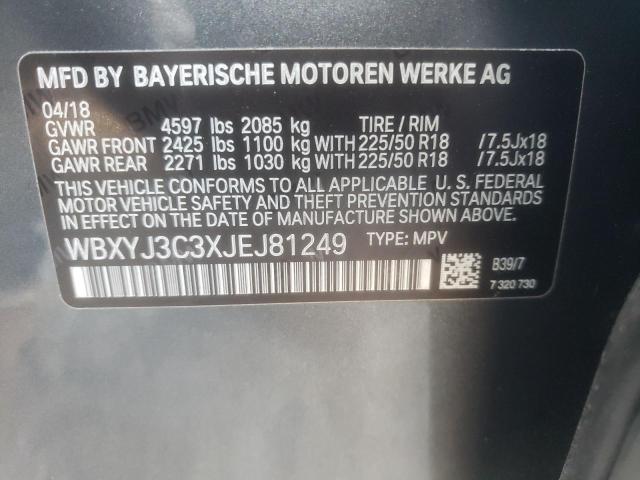 MFD BY BAYERISCHE MOTOREN WERKE AG
04/18
GVWR 4597 lbs 2085 kg TIRE / RIM
GAWR FRONT 2425 lbs 1100 kg WITH 225/50 R18 /7.5Jx18
GAWR REAR 2271 lbs 1030 kg WITH 225/50 R18 /7.5Jx18
THIS VEHICLE CONFORMS TO ALL APPLICABLE U. S. FEDERAL
MOTOR VEHICLE SAFETY AND THEFT PREVENTION STANDARDS
IN EFFECT ON THE DATE OF MANUFACTURE SHOWN ABOVE.
WBXYJ3C3XJEJ81249 TYPE: MPV
B39/7
7 320 730